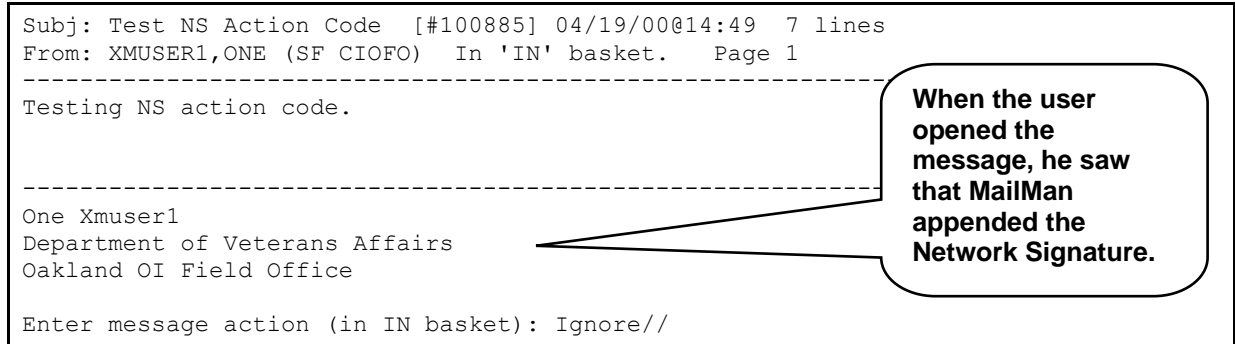 Subj: Test NS Action Code  [#100885] 04/19/00@14:49  7 lines
From: XMUSER1,ONE (SF CIOFO)  In 'IN' basket.   Page 1
------------------------------------------------------------
Testing NS action code.
------------------------------------------------------------
One Xmuser1
Department of Veterans Affairs
Oakland OI Field Office
Enter message action (in IN basket): Ignore//
When the user
opened the
message, he saw
that MailMan
appended the
Network Signature.